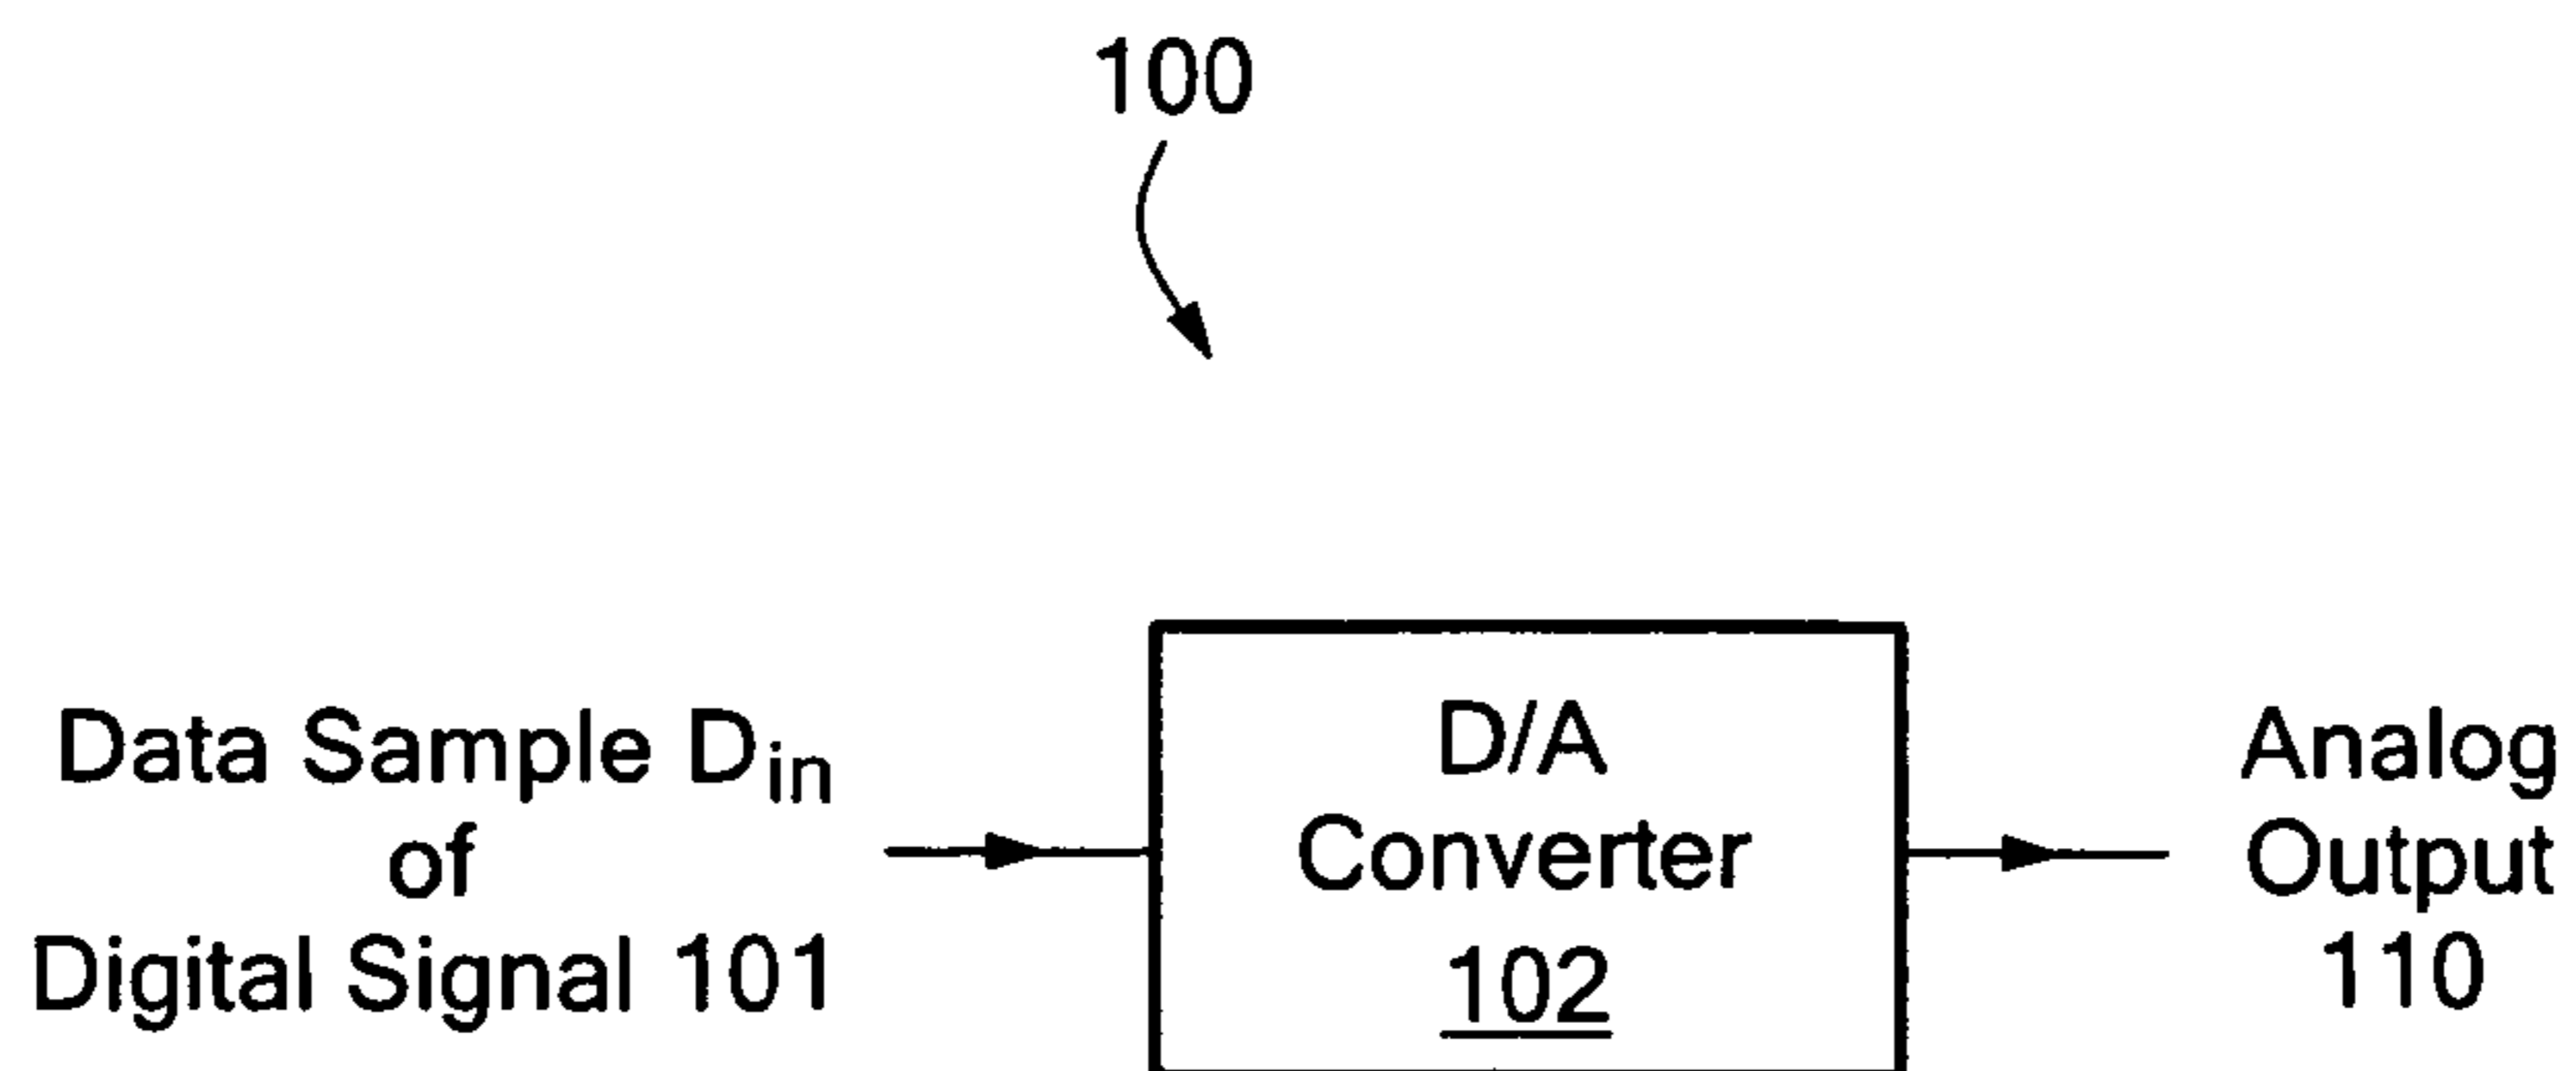 100
Data Sample Din
of
Digital Signal 101
D/A
Converter
102
Analog
Output
110